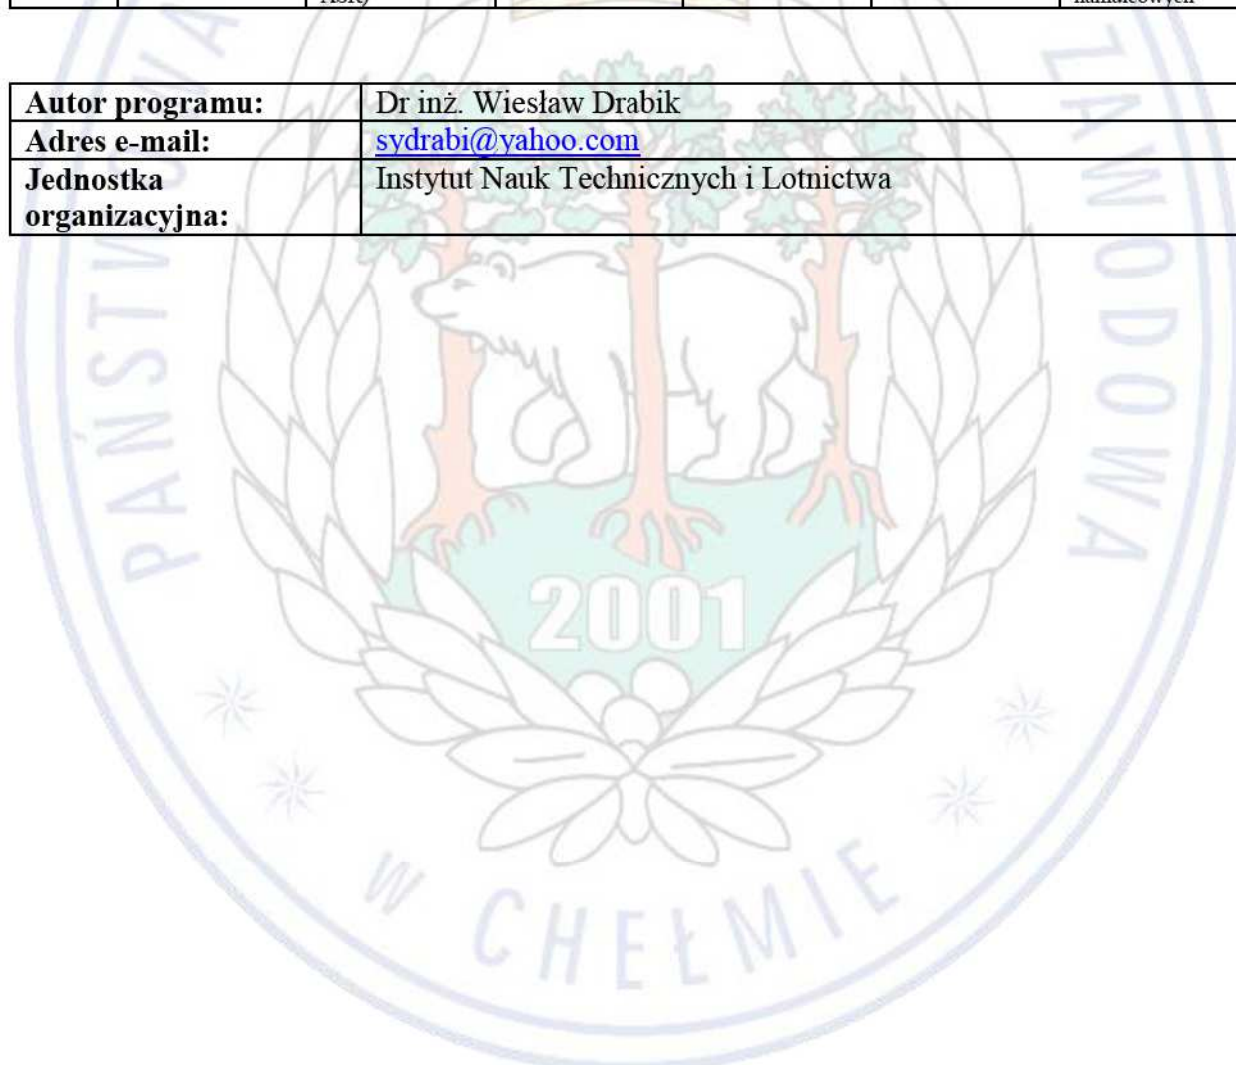 Autor programu: Dr inż. Wiesław Drabik
Adres e-mail: sydrabi@yahoo.com
Jednostka organizacyjna: Instytut Nauk Technicznych i Lotnictwa
PAŃSTWOWA
ZAWODOWA
2001
W CHEŁMIE